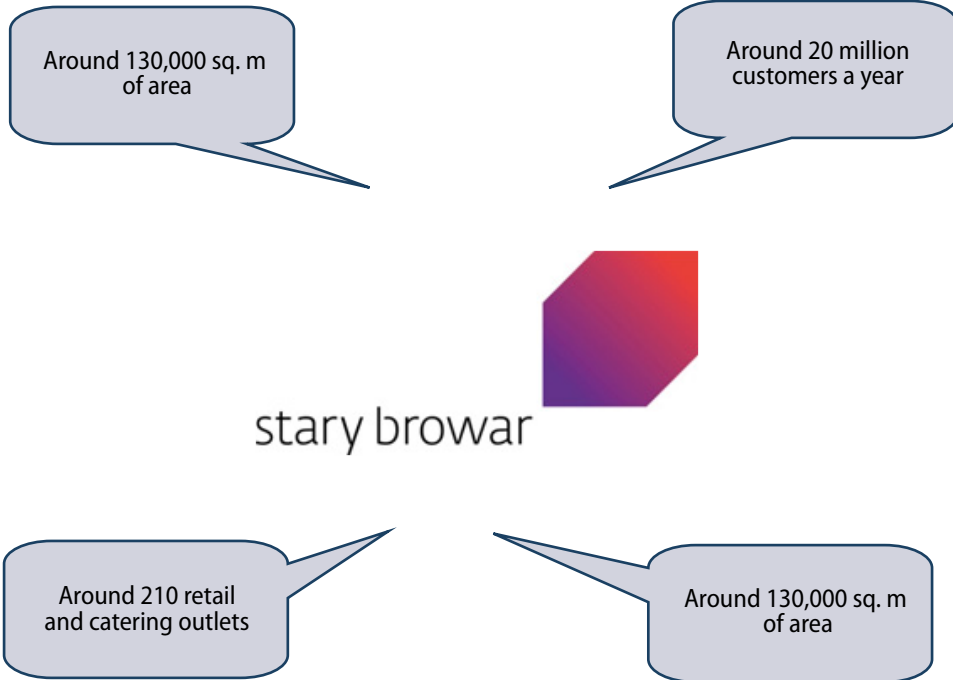 Around 130,000 sq. m
of area
Around 20 million
customers a year
stary browar
Around 210 retail
and catering outlets
Around 130,000 sq. m
of area